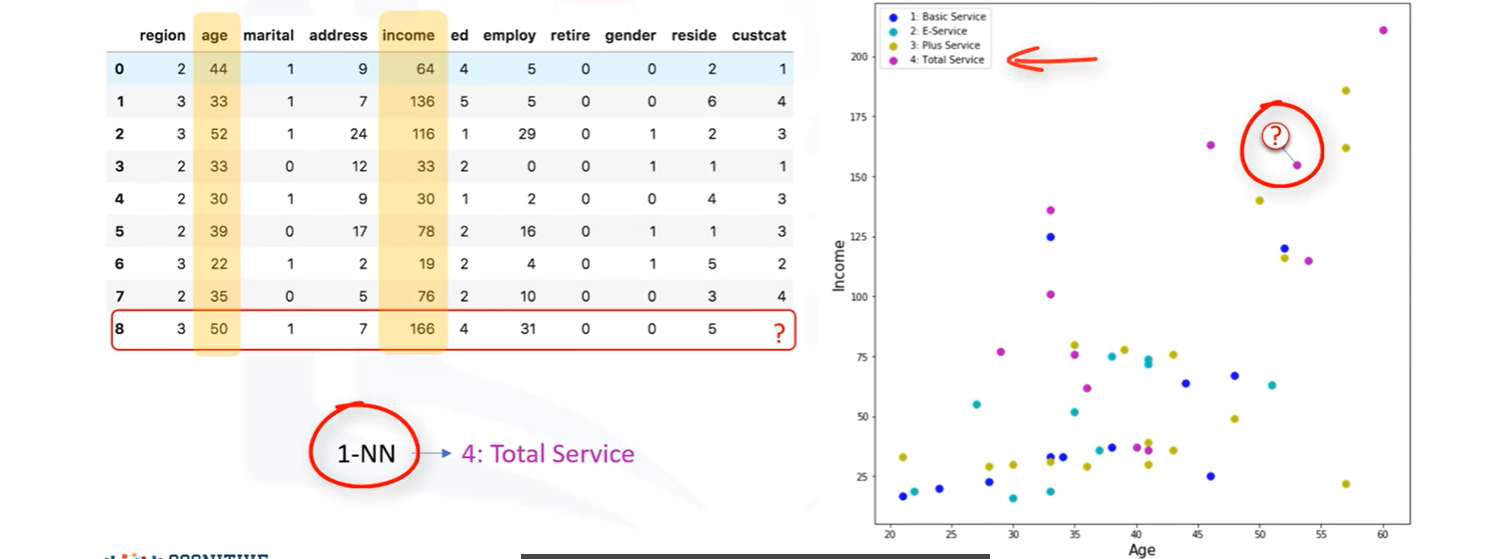 region age marital address income ed employ retire gender reside custcat
0 2 44 1 9 64 4 5 0 0 2 1
1 3 33 1 7 136 5 5 0 0 6 4
2 3 52 1 24 116 1 29 0 1 2 3
3 2 33 0 12 33 2 0 0 1 1 1
4 2 30 1 9 30 1 2 0 0 4 3
5 2 39 0 17 78 2 16 0 1 1 3
6 3 22 1 2 19 2 4 0 1 5 2
7 2 35 0 5 76 2 10 0 0 3 4
8 3 50 1 7 166 4 31 0 0 5 ?
1-NN 4: Total Service
1: Basic Service
2: E-Service
3: Plus Service
4: Total Service
?
200
175
150
125
100
75
50
25
Income
20 25 30 35 40 45 50 55 60
Age